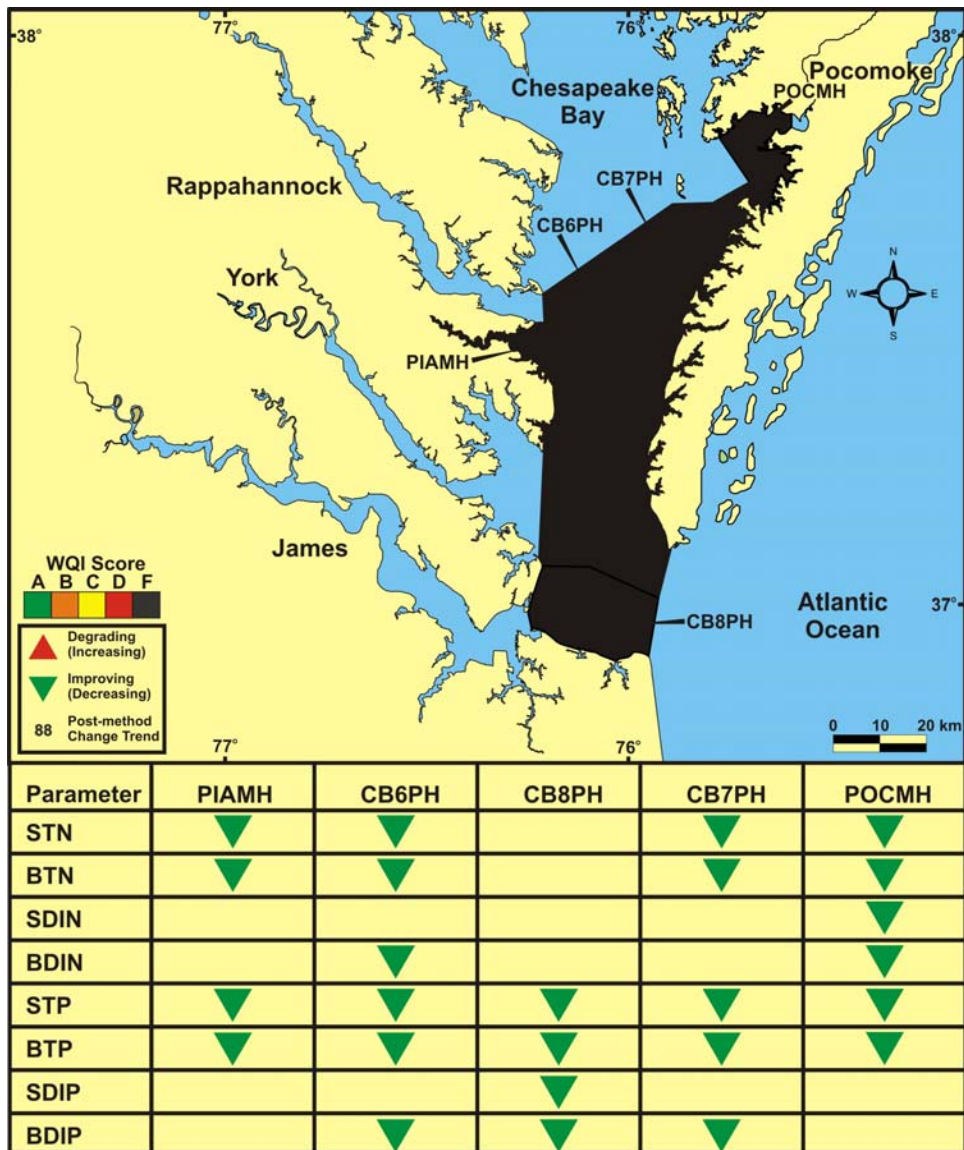 77°
76°
38°
38°
Pocomoke
POCMH
Chesapeake
Bay
CB7PH
Rappahannock
CB6PH
York
N
W E
S
PIAMH
James
WQI Score
A B C D F
Degrading
(Increasing)
Improving
(Decreasing)
88 Post-method
Change Trend
37°
Atlantic
Ocean
CB8PH
0 10 20 km
77°
76°
Parameter PIAMH CB6PH CB8PH CB7PH POCMH
STN
BTN
SDIN
BDIN
STP
BTP
SDIP
BDIP